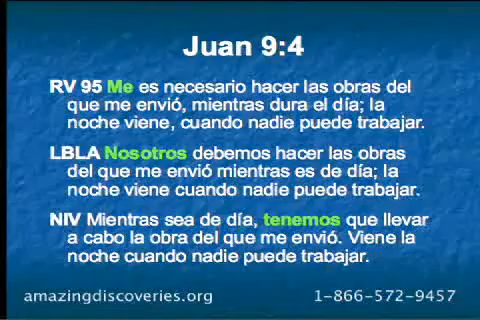 Juan 9:4
RV 95 Me es necesario hacer las obras del
que me envió, mientras dura el día; la
noche viene, cuando nadie puede trabajar.
LBLA Nosotros debemos hacer las obras
del que me envió mientras es de día; la
noche viene cuando nadie puede trabajar.
NIV Mientras sea de día, tenemos que llevar
a cabo la obra del que me envió. Viene la
noche cuando nadie puede trabajar.
amazingdiscoveries.org 1-866-572-9457